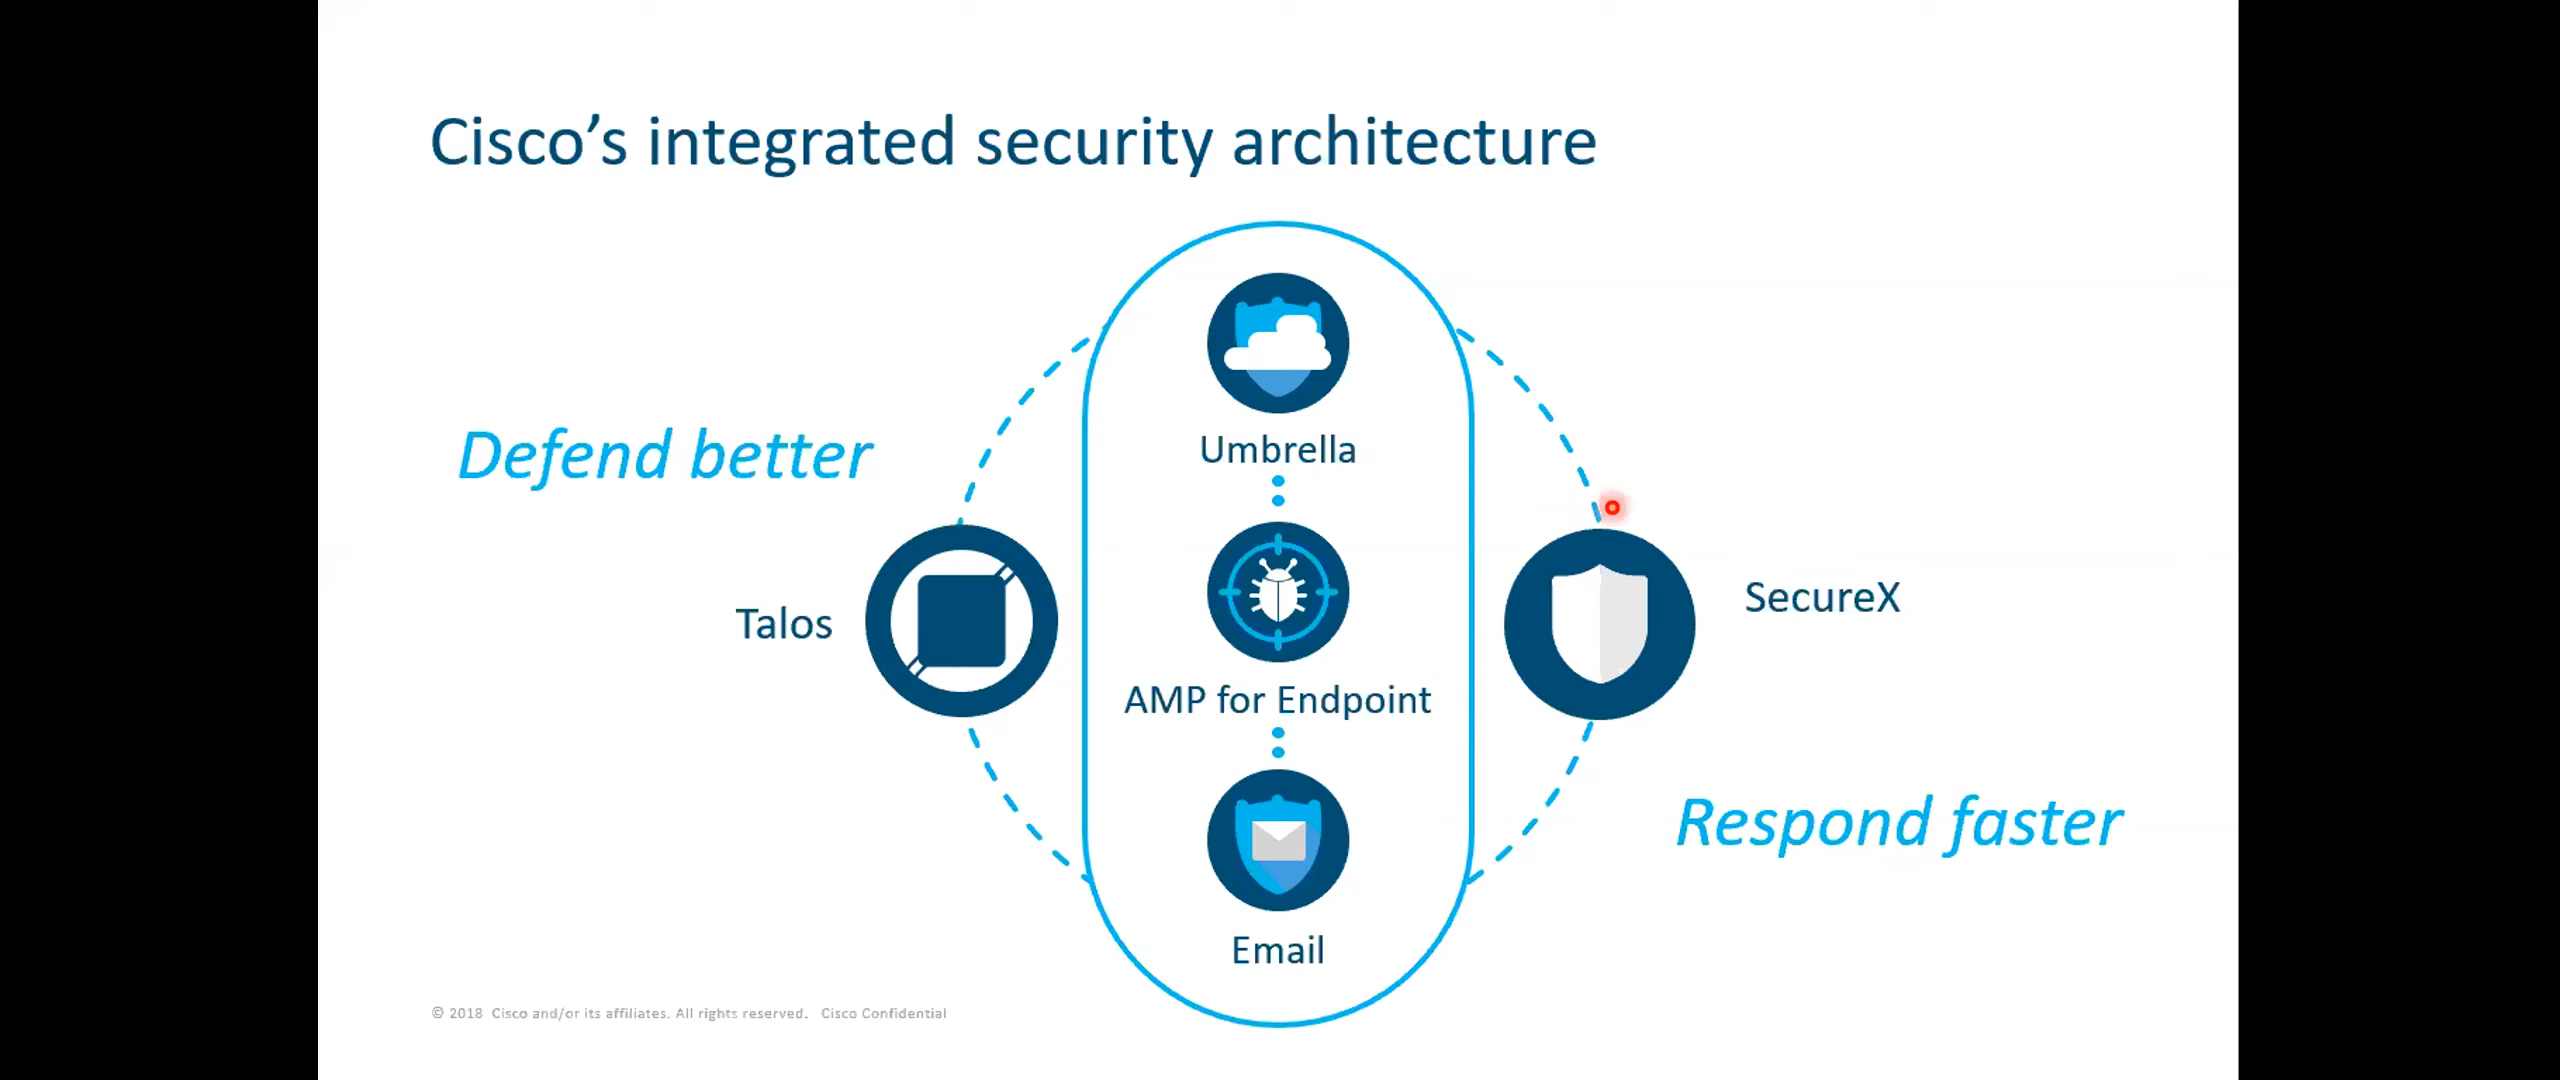 Cisco’s integrated security architecture
Umbrella
Defend better
AMP for Endpoint
Talos
SecureX
Respond faster
Email
© 2018 Cisco and/or its affiliates. All rights reserved. Cisco Confidential